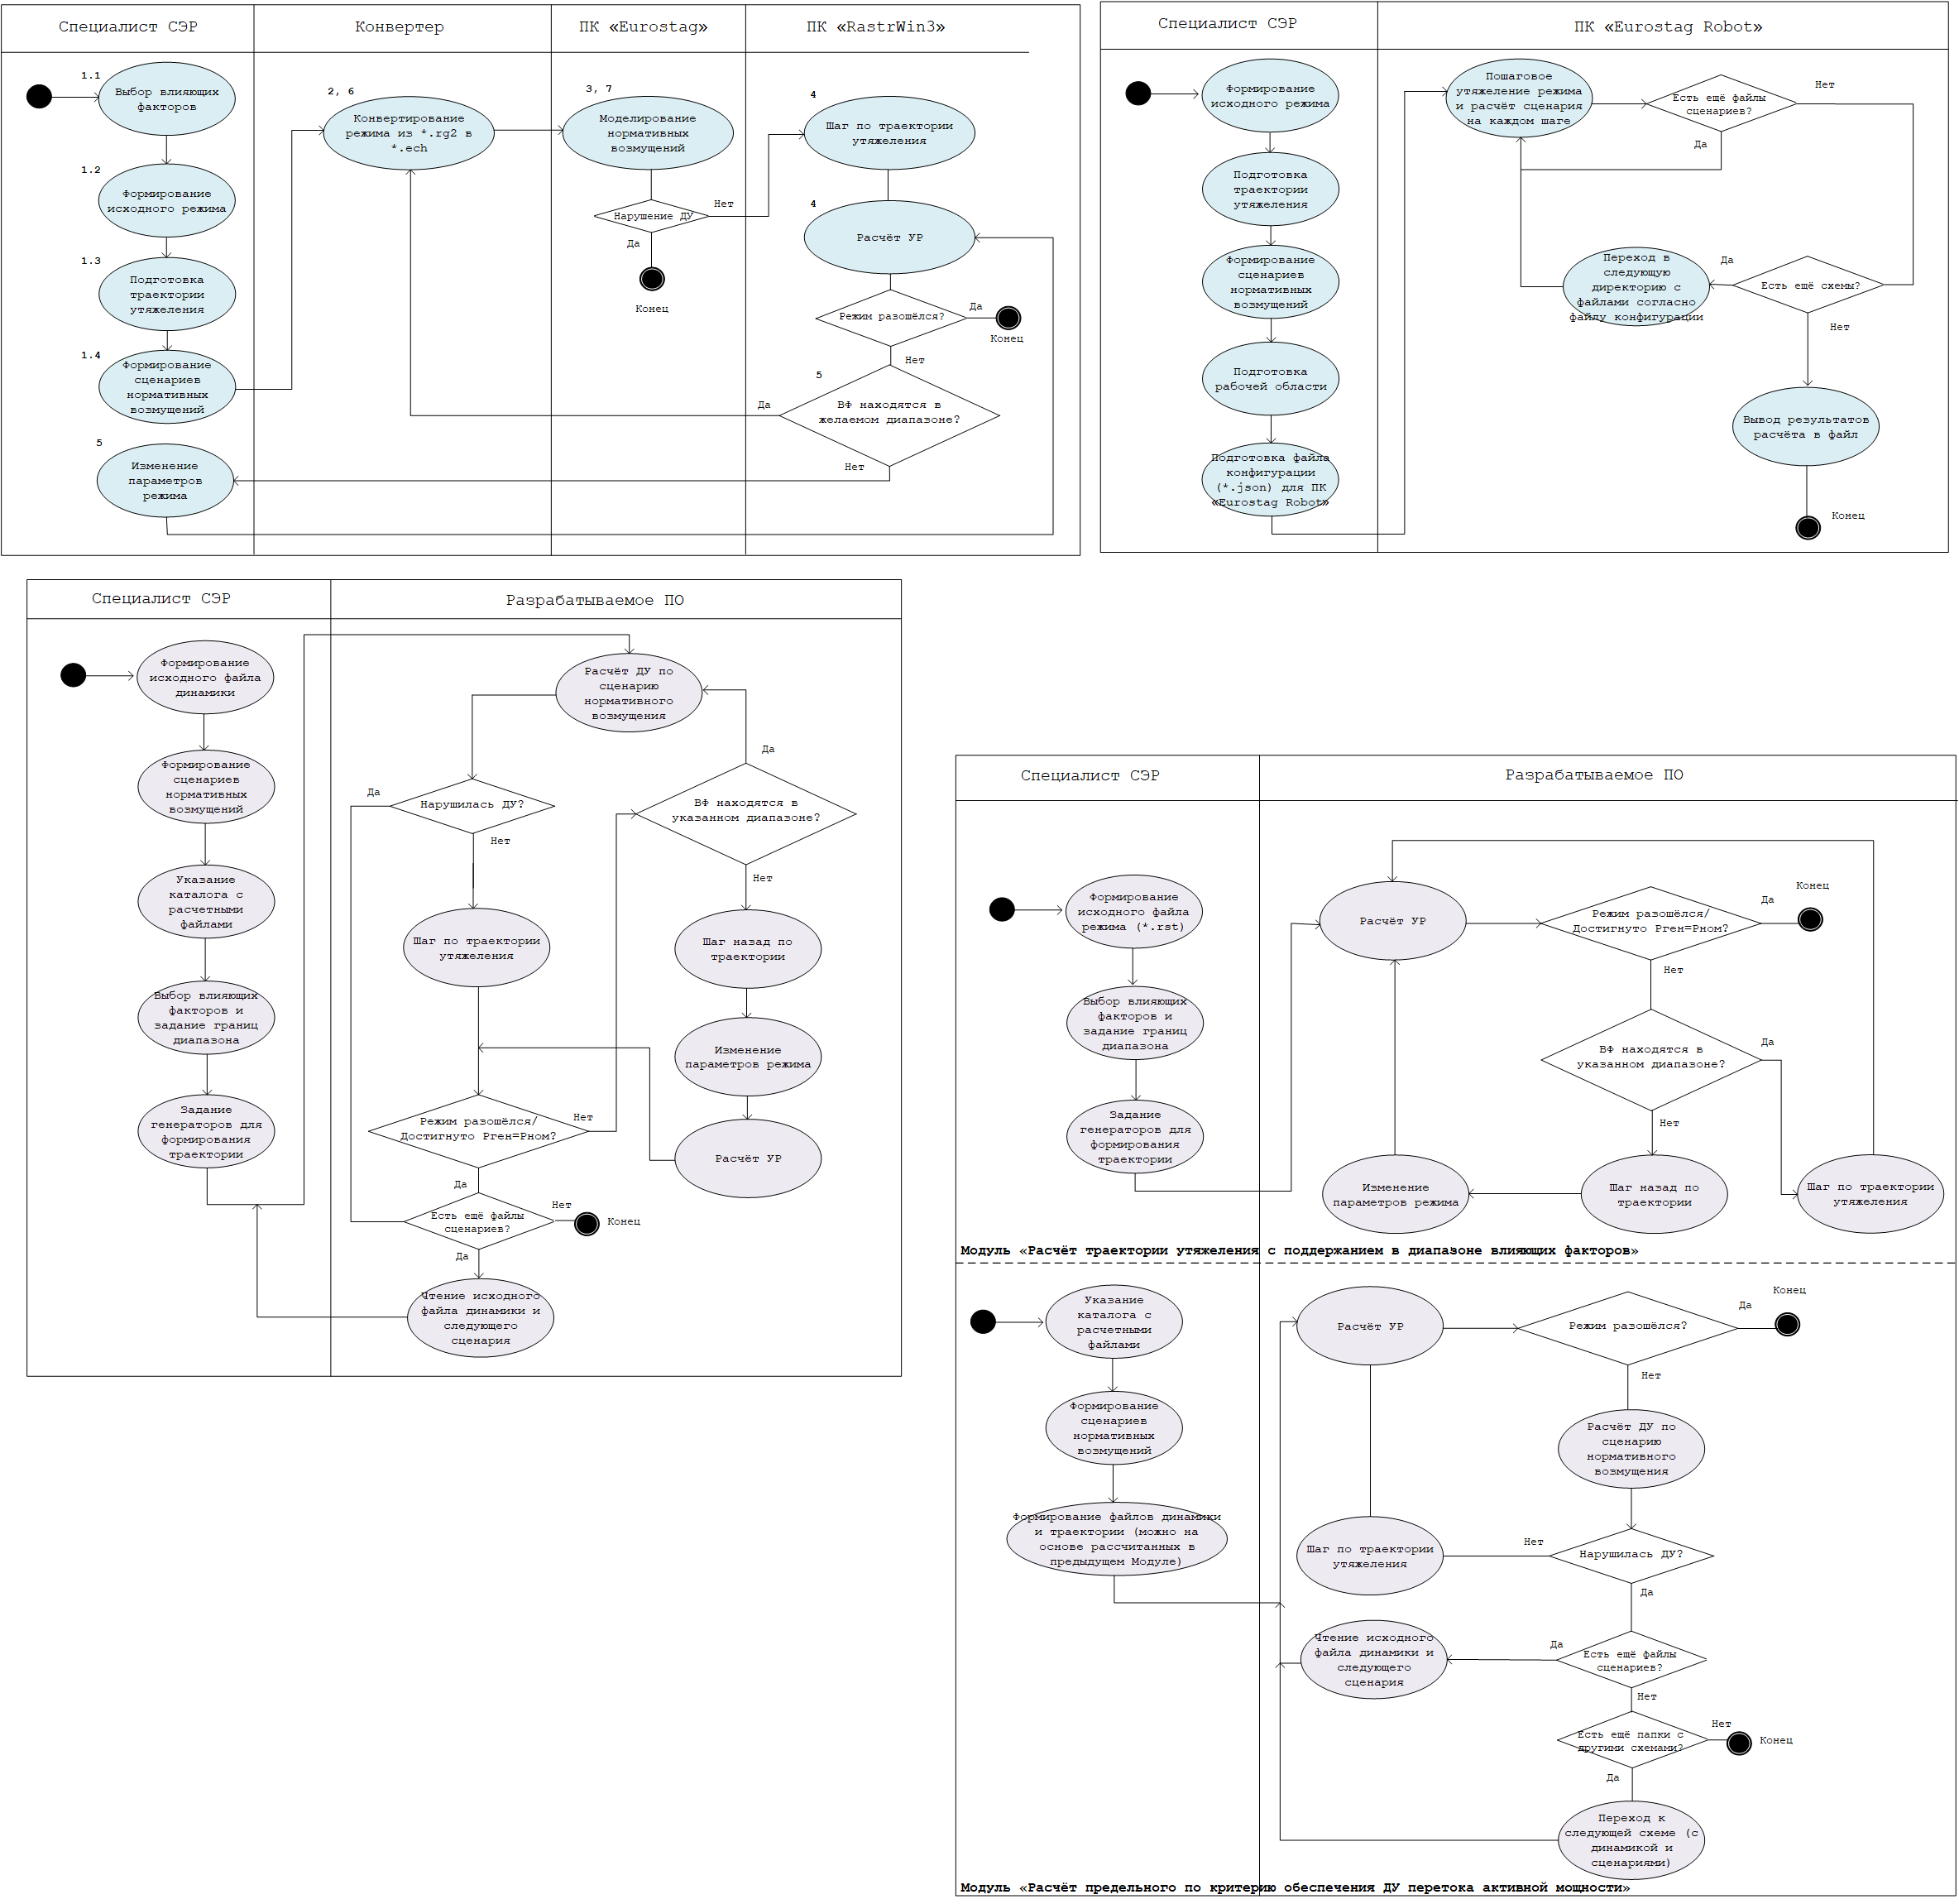 Специалист СЭР
Конвертер
ПК «Eurostag»
ПК «RastrWin3»
1.1
Выбор влияющих
факторов
1.2
Формирование
исходного режима
1.3
Подготовка
траектории
утяжеления
1.4
Формирование
сценариев
нормативных
возмущений
5
Изменение
параметров
режима
2, 6
Конвертирование
режима из *.rg2 в
*.ech
3, 7
Моделирование
нормативных
возмущений
Нарушение ДУ
Нет
Да
Конец
4
Шаг по траектории
утяжеления
4
Расчёт УР
Режим разошёлся?
Да
Конец
Нет
5
ВФ находятся в
желаемом диапазоне?
Да
Нет
Специалист СЭР
ПК «Eurostag Robot»
Формирование
исходного режима
Подготовка
траектории
утяжеления
Формирование
сценариев
нормативных
возмущений
Подготовка
рабочей области
Подготовка файла
конфигурации
(*.json) для ПК
«Eurostag Robot»
Пошаговое
утяжеление режима
и расчёт сценария
на каждом шаге
Есть ещё файлы
сценариев?
Нет
Да
Переход в
следующую
директорию с
файлами согласно
файлу конфигурации
Да
Есть ещё схемы?
Нет
Вывод результатов
расчёта в файл
Конец
Специалист СЭР
Разрабатываемое ПО
Формирование
исходного файла
динамики
Формирование
сценариев
нормативных
возмущений
Указание
каталога с
расчетными
файлами
Выбор влияющих
факторов и
задание границ
диапазона
Задание
генераторов для
формирования
траектории
Расчёт ДУ по
сценарию
нормативного
возмущения
Да
Нарушилась ДУ?
Нет
Да
ВФ находятся в
указанном диапазоне?
Нет
Шаг по траектории
утяжеления
Шаг назад по
траектории
Изменение
параметров режима
Режим разошёлся/
Достигнуто Pген=Pном?
Нет
Расчёт УР
Да
Есть ещё файлы
сценариев?
Нет
Конец
Да
Чтение исходного
файла динамики и
следующего
сценария
Специалист СЭР
Разрабатываемое ПО
Формирование
исходного файла
режима (*.rst)
Выбор влияющих
факторов и
задание границ
диапазона
Задание
генераторов для
формирования
траектории
Расчёт УР
Режим разошёлся/
Достигнуто Pген=Pном?
Да
Конец
Нет
ВФ находятся в
указанном диапазоне?
Да
Нет
Изменение
параметров режима
Шаг назад по
траектории
Шаг по траектории
утяжеления
Модуль «Расчёт траектории утяжеления с поддержанием в диапазоне влияющих факторов»
Указание
каталога с
расчетными
файлами
Формирование
сценариев
нормативных
возмущений
Формирование файлов динамики
и траектории (можно на
основе рассчитанных в
предыдущем Модуле)
Расчёт УР
Режим разошёлся?
Да
Конец
Нет
Расчёт ДУ по
сценарию
нормативного
возмущения
Шаг по траектории
утяжеления
Нет
Нарушилась ДУ?
Да
Чтение исходного
файла динамики и
следующего
сценария
Да
Есть ещё файлы
сценариев?
Нет
Есть ещё папки с
другими схемами?
Нет
Конец
Да
Переход к
следующей схеме (с
динамикой и
сценариями)
Модуль «Расчёт предельного по критерию обеспечения ДУ перетока активной мощности»